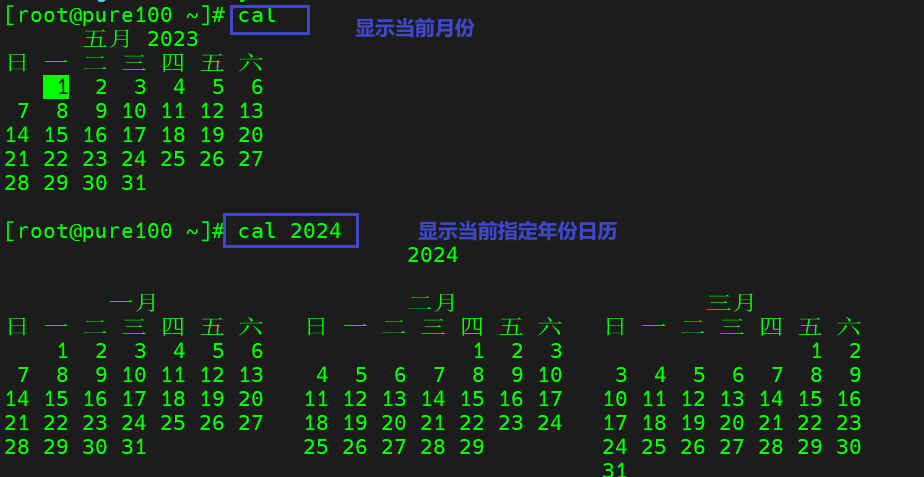 [root@pure100 ~]# cal 显示当前月份
五月 2023
日 一 二 三 四 五 六
1 2 3 4 5 6
7 8 9 10 11 12 13
14 15 16 17 18 19 20
21 22 23 24 25 26 27
28 29 30 31
[root@pure100 ~]# cal 2024 显示当前指定年份日历
2024
一月 二月 三月
日 一 二 三 四 五 六 日 一 二 三 四 五 六 日 一 二 三 四 五 六
1 2 3 4 5 6 1 2 3 1 2
7 8 9 10 11 12 13 4 5 6 7 8 9 10 3 4 5 6 7 8 9
14 15 16 17 18 19 20 11 12 13 14 15 16 17 10 11 12 13 14 15 16
21 22 23 24 25 26 27 18 19 20 21 22 23 24 17 18 19 20 21 22 23
28 29 30 31 25 26 27 28 29 24 25 26 27 28 29 30
31